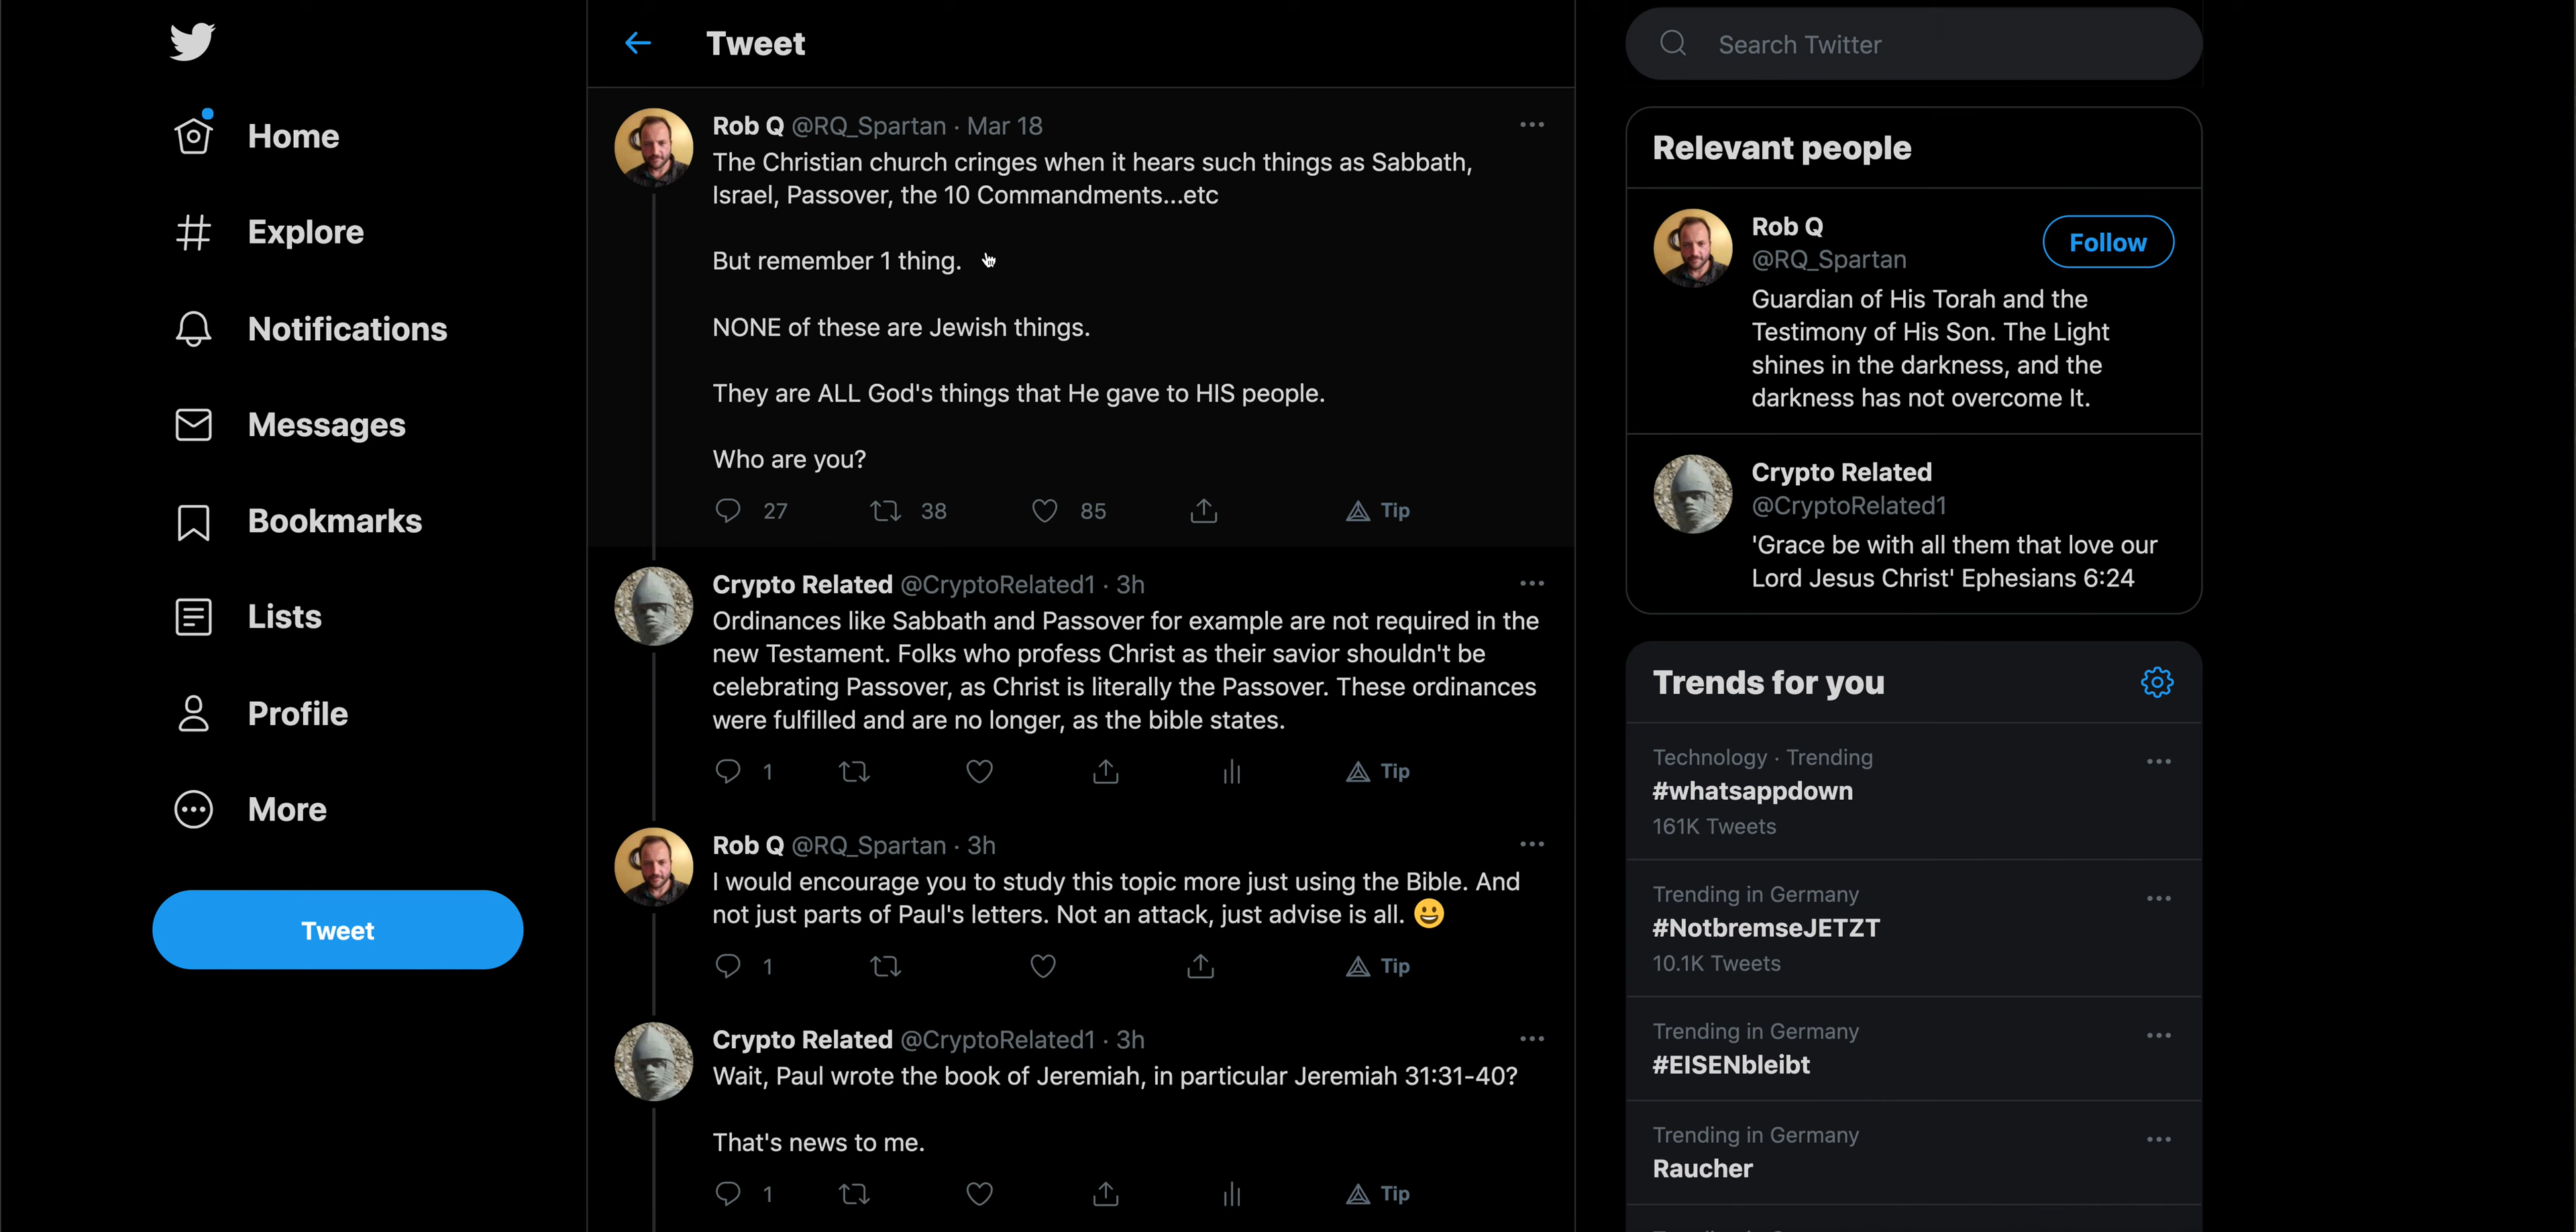 Home
Explore
Notifications
Messages
Bookmarks
Lists
Profile
More
Tweet
Tweet
Rob Q @RQ_Spartan · Mar 18
The Christian church cringes when it hears such things as Sabbath,
Israel, Passover, the 10 Commandments...etc
But remember 1 thing.
NONE of these are Jewish things.
They are ALL God's things that He gave to HIS people.
Who are you?
27 38 85 Tip
Crypto Related @CryptoRelated1 · 3h
Ordinances like Sabbath and Passover for example are not required in the
new Testament. Folks who profess Christ as their savior shouldn't be
celebrating Passover, as Christ is literally the Passover. These ordinances
were fulfilled and are no longer, as the bible states.
1 Tip
Rob Q @RQ_Spartan · 3h
I would encourage you to study this topic more just using the Bible. And
not just parts of Paul's letters. Not an attack, just advise is all. 😀
1 Tip
Crypto Related @CryptoRelated1 · 3h
Wait, Paul wrote the book of Jeremiah, in particular Jeremiah 31:31-40?
That's news to me.
1 Tip
Search Twitter
Relevant people
Rob Q
@RQ_Spartan
Follow
Guardian of His Torah and the
Testimony of His Son. The Light
shines in the darkness, and the
darkness has not overcome It.
Crypto Related
@CryptoRelated1
'Grace be with all them that love our
Lord Jesus Christ' Ephesians 6:24
Trends for you
Technology · Trending
#whatsappdown
161K Tweets
Trending in Germany
#NotbremseJETZT
10.1K Tweets
Trending in Germany
#EISENbleibt
Trending in Germany
Raucher